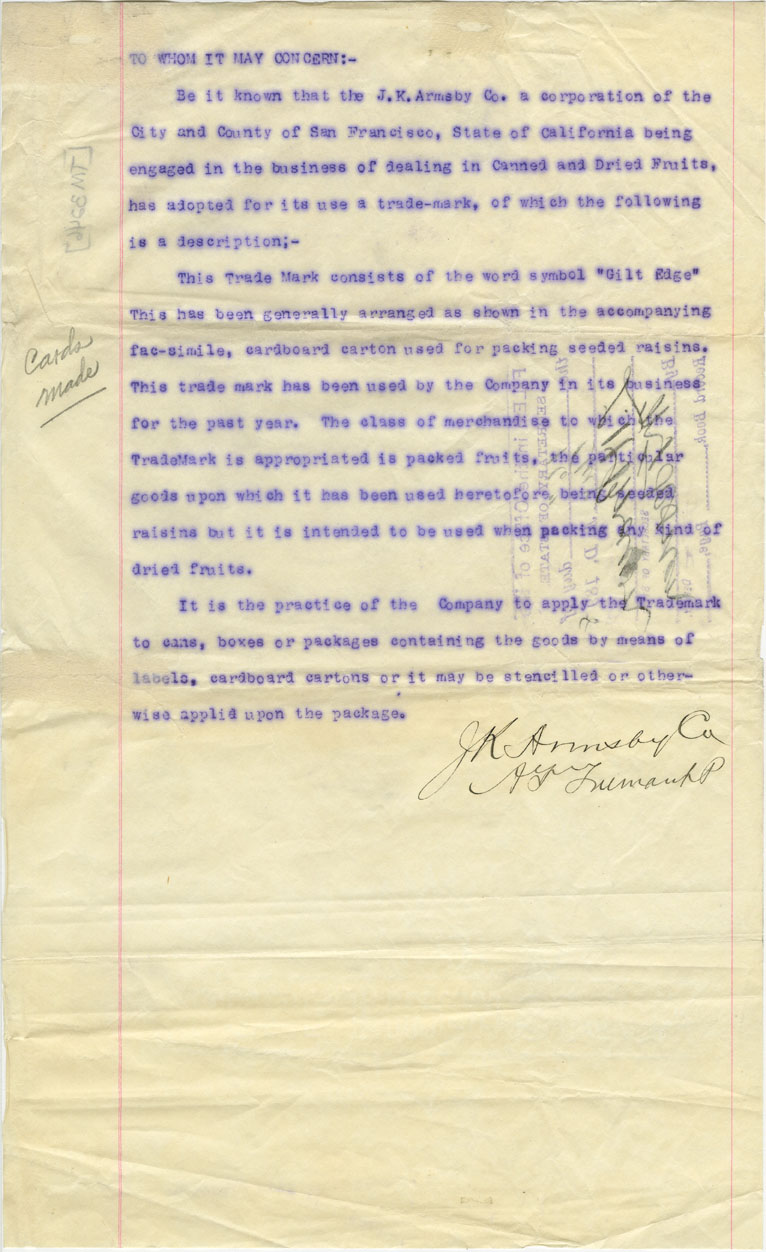 TO WHOM IT MAY CONCERN:-
Be it known that the J.K.Armsby Co. a corporation of the
City and County of San Francisco, State of California being
engaged in the business of dealing in Canned and Dried Fruits,
has adopted for its use a trade-mark, of which the following
is a description;-
This Trade Mark consists of the word symbol "Gilt Edge"
This has been generally arranged as shown in the accompanying
fac-simile, cardboard carton used for packing seeded raisins.
This trade mark has been used by the Company in its business
for the past year. The class of merchandise to which the
TradeMark is appropriated is packed fruits, the particular
goods upon which it has been used heretofore being seeded
raisins but it is intended to be used when packing any kind of
dried fruits.
It is the practice of the Company to apply the Trademark
to cans, boxes or packages containing the goods by means of
labels, cardboard cartons or it may be stencilled or other-
wise applid upon the package.
Cards
made
JK Armsby Co